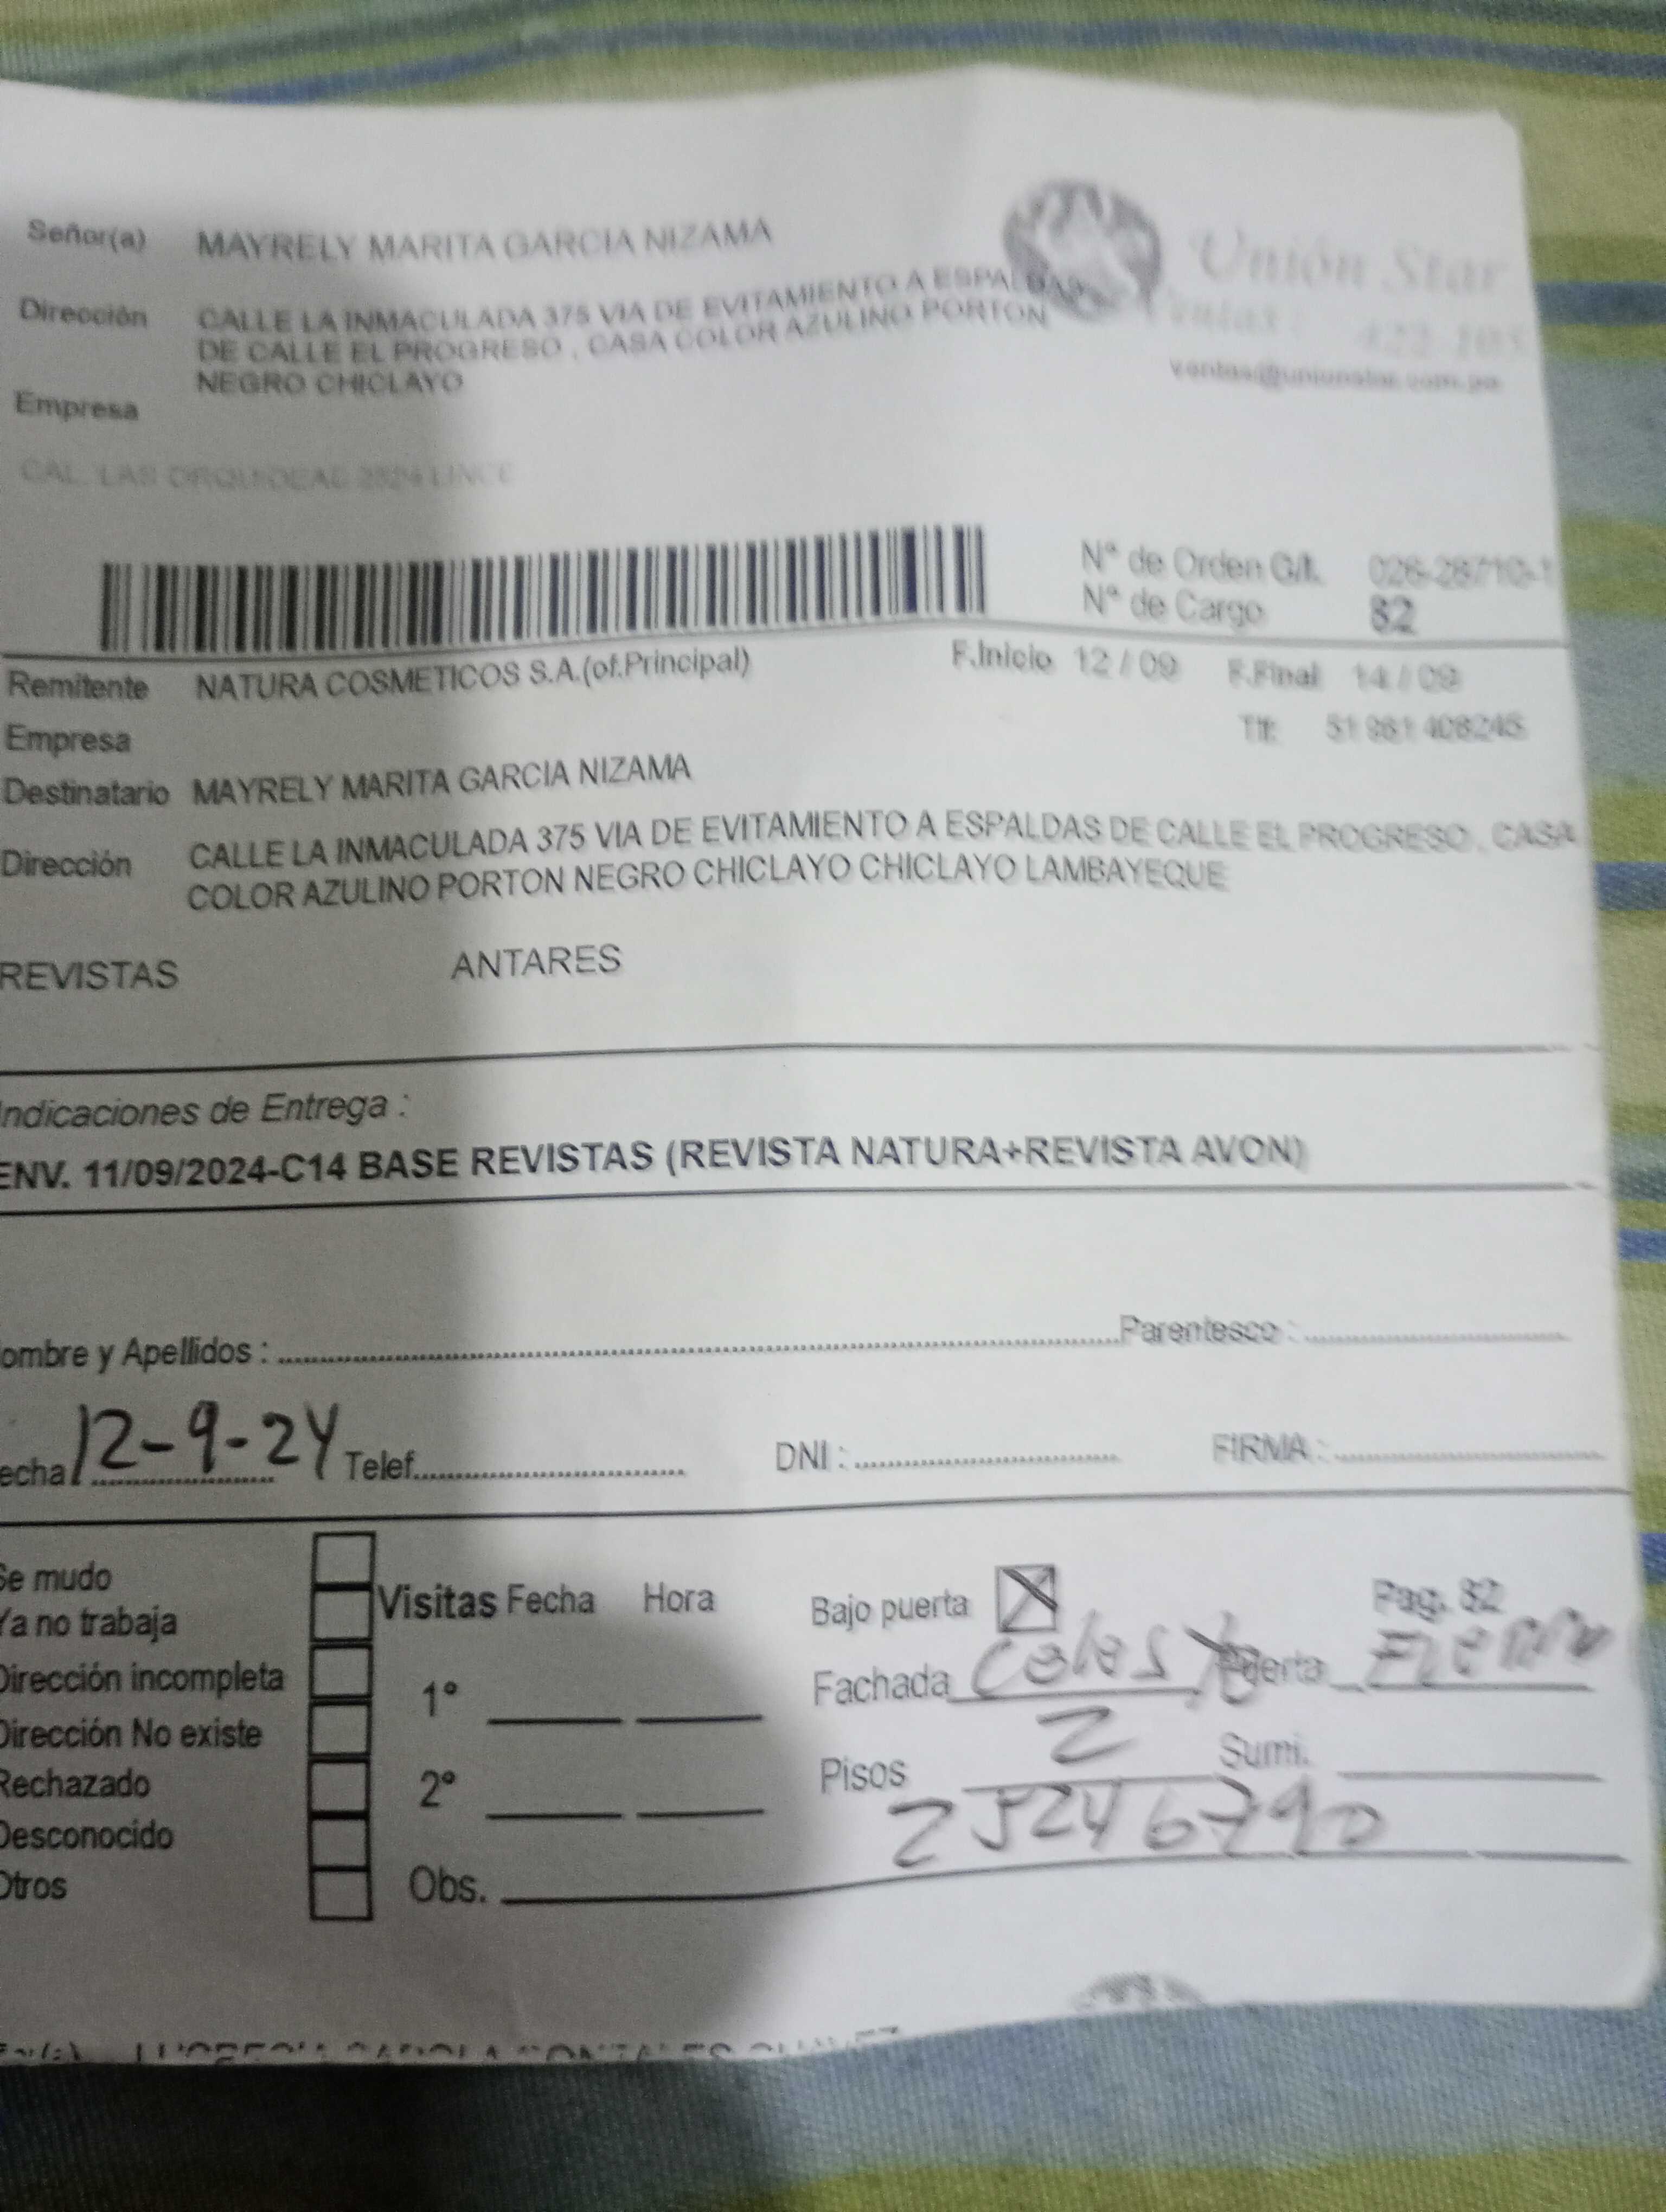 Señor(a) MAYRELY MARITA GARCIA NIZAMA
Unión Star
Dirección CALLE LA INMACULADA 375 VIA DE EVITAMIENTO A ESPALDAS
DE CALLE EL PROGRESO , CASA COLOR AZULINO PORTON
NEGRO CHICLAYO
ventas@unionstar.com.pe
Empresa
N° de Orden G/I.
N° de Cargo 82
Remitente NATURA COSMETICOS S.A.(of.Principal) F.Inicio 12 / 09 F.Final 14 / 09
Empresa Tlf:
Destinatario MAYRELY MARITA GARCIA NIZAMA
Dirección CALLE LA INMACULADA 375 VIA DE EVITAMIENTO A ESPALDAS DE CALLE EL PROGRESO , CASA
COLOR AZULINO PORTON NEGRO CHICLAYO CHICLAYO LAMBAYEQUE
REVISTAS ANTARES
Indicaciones de Entrega :
ENV. 11/09/2024-C14 BASE REVISTAS (REVISTA NATURA+REVISTA AVON)
ombre y Apellidos : Parentesco :
echa 12-9-24 Telef. DNI : FIRMA :
Se mudo
Ya no trabaja
Dirección incompleta
Dirección No existe
Rechazado
Desconocido
Otros
Visitas Fecha Hora
1°
2°
Obs.
Bajo puerta Pag. 82
Fachada Puerta
Pisos 2 Sumi.